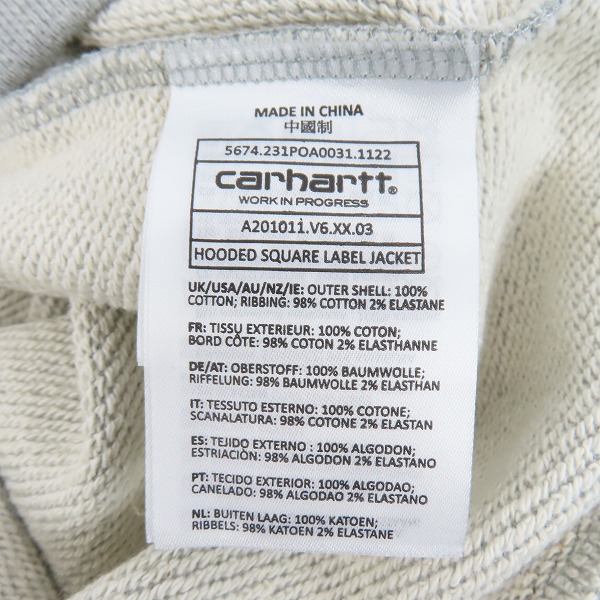 MADE IN CHINA
中國制
5674.231POA0031.1122
carhartt®
WORK IN PROGRESS
A201011.V6.XX.03
HOODED SQUARE LABEL JACKET
UK/USA/AU/NZ/IE: OUTER SHELL: 100%
COTTON; RIBBING: 98% COTTON 2% ELASTANE
FR: TISSU EXTERIEUR: 100% COTON;
BORD CÔTE: 98% COTON 2% ELASTHANNE
DE/AT: OBERSTOFF: 100% BAUMWOLLE;
RIFFELUNG: 98% BAUMWOLLE 2% ELASTHAN
IT: TESSUTO ESTERNO: 100% COTONE;
SCANALATURA: 98% COTONE 2% ELASTAN
ES: TEJIDO EXTERNO : 100% ALGODON;
ESTRIACIÒN: 98% ALGODON 2% ELASTANO
PT: TECIDO EXTERIOR: 100% ALGODAO;
CANELADO: 98% ALGODAO 2% ELASTANO
NL: BUITEN LAAG: 100% KATOEN;
RIBBELS: 98% KATOEN 2% ELASTANE